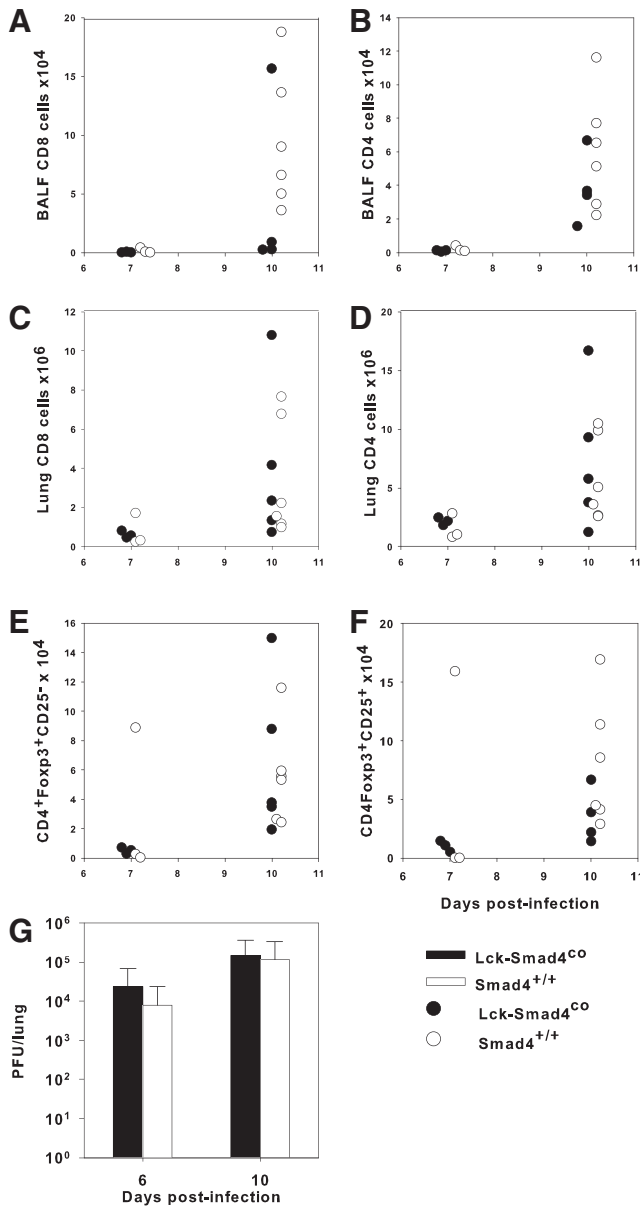 A
BALF CD8 cells x10⁴
20
15
10
5
0
6 7 8 9 10 11
B
BALF CD4 cells x10⁴
14
12
10
8
6
4
2
0
6 7 8 9 10 11
C
Lung CD8 cells x10⁶
12
10
8
6
4
2
0
6 7 8 9 10 11
D
Lung CD4 cells x10⁶
20
15
10
5
0
6 7 8 9 10 11
E
CD4⁺Foxp3⁺CD25⁻ x 10⁴
16
14
12
10
8
6
4
2
0
6 7 8 9 10 11
F
CD4Foxp3⁺CD25⁺ x10⁴
20
15
10
5
0
6 7 8 9 10 11
Days post-infection
G
PFU/lung
10⁶
10⁵
10⁴
10³
10²
10¹
10⁰
6 10
Days post-infection
Lck-Smad4ᶜᵒ
Smad4⁺/⁺
Lck-Smad4ᶜᵒ
Smad4⁺/⁺